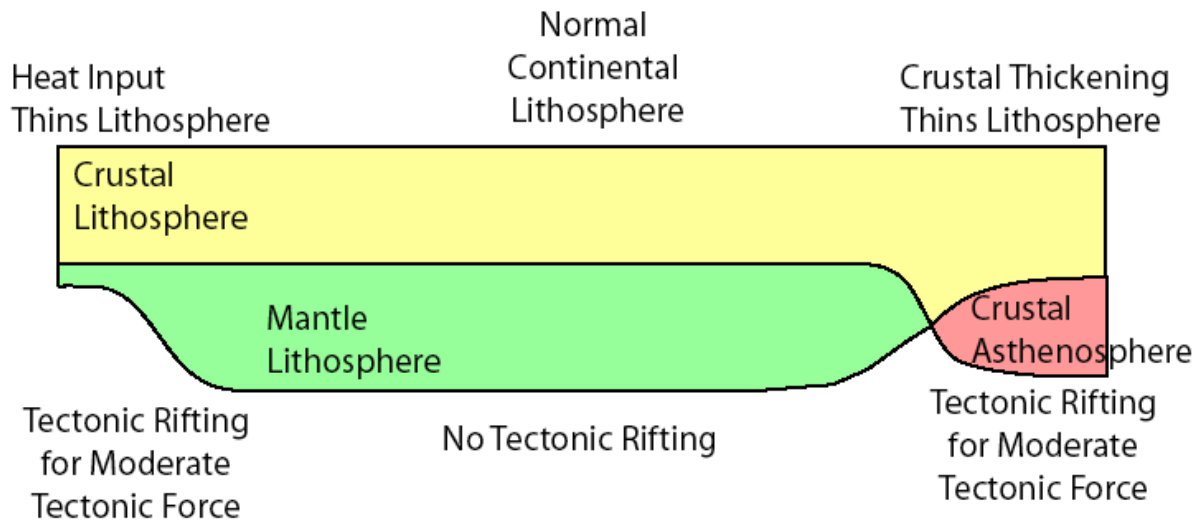 Heat Input
Thins Lithosphere
Normal
Continental
Lithosphere
Crustal Thickening
Thins Lithosphere
Crustal
Lithosphere
Mantle
Lithosphere
Crustal
Asthenosphere
Tectonic Rifting
for Moderate
Tectonic Force
No Tectonic Rifting
Tectonic Rifting
for Moderate
Tectonic Force